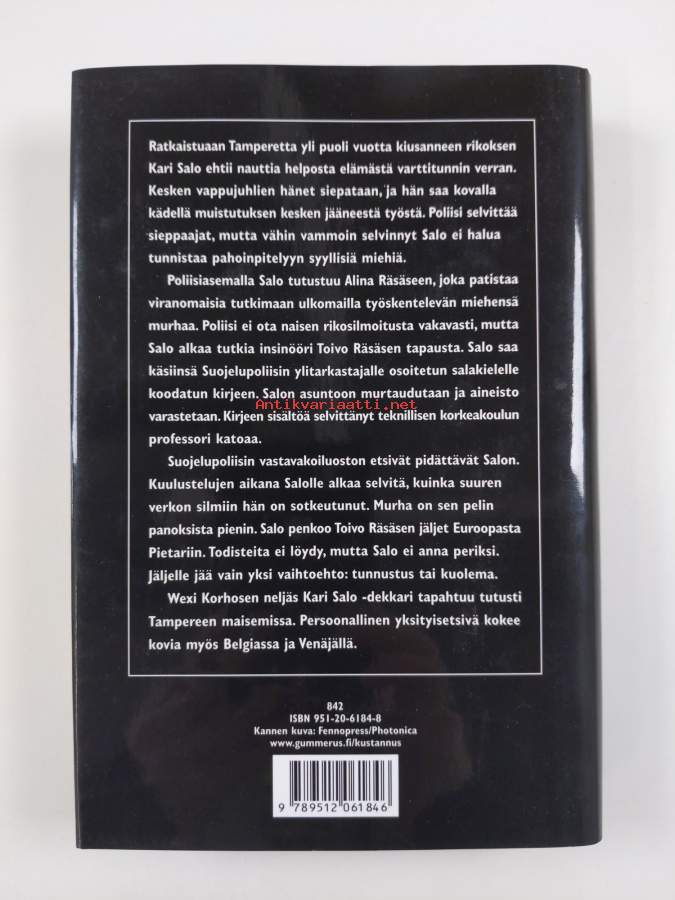 Ratkaistuaan Tamperetta yli puoli vuotta kiusanneen rikoksen
Kari Salo ehtii nauttia helposta elämästä varttitunnin verran.
Kesken vappujuhlien hänet siepataan, ja hän saa kovalla
kädellä muistutuksen kesken jääneestä työstä. Poliisi selvittää
sieppaajat, mutta vähin vammoin selvinnyt Salo ei halua
tunnistaa pahoinpitelyyn syyllisiä miehiä.
Poliisiasemalla Salo tutustuu Alina Räsäseen, joka patistaa
viranomaisia tutkimaan ulkomailla työskentelevän miehensä
murhaa. Poliisi ei ota naisen rikosilmoitusta vakavasti, mutta
Salo alkaa tutkia insinööri Toivo Räsäsen tapausta. Salo saa
käsiinsä Suojelupoliisin ylitarkastajalle osoitetun salakielelle
koodatun kirjeen. Salon asuntoon murtaudutaan ja aineisto
Antikvariaatti.net
varastetaan. Kirjeen sisältöä selvittänyt teknillisen korkeakoulun
professori katoaa.
Suojelupoliisin vastavakoiluoston etsivät pidättävät Salon.
Kuulustelujen aikana Salolle alkaa selvitä, kuinka suuren
verkon silmiin hän on sotkeutunut. Murha on sen pelin
panoksista pienin. Salo penkoo Toivo Räsäsen jäljet Euroopasta
Pietariin. Todisteita ei löydy, mutta Salo ei anna periksi.
Jäljelle jää vain yksi vaihtoehto: tunnustus tai kuolema.
Wexi Korhosen neljäs Kari Salo -dekkari tapahtuu tutusti
Tampereen maisemissa. Persoonallinen yksityisetsivä kokee
kovia myös Belgiassa ja Venäjällä.
842
ISBN 951-20-6184-8
Kannen kuva: Fennopress/Photonica
www.gummerus.fi/kustannus
9 789512 061846